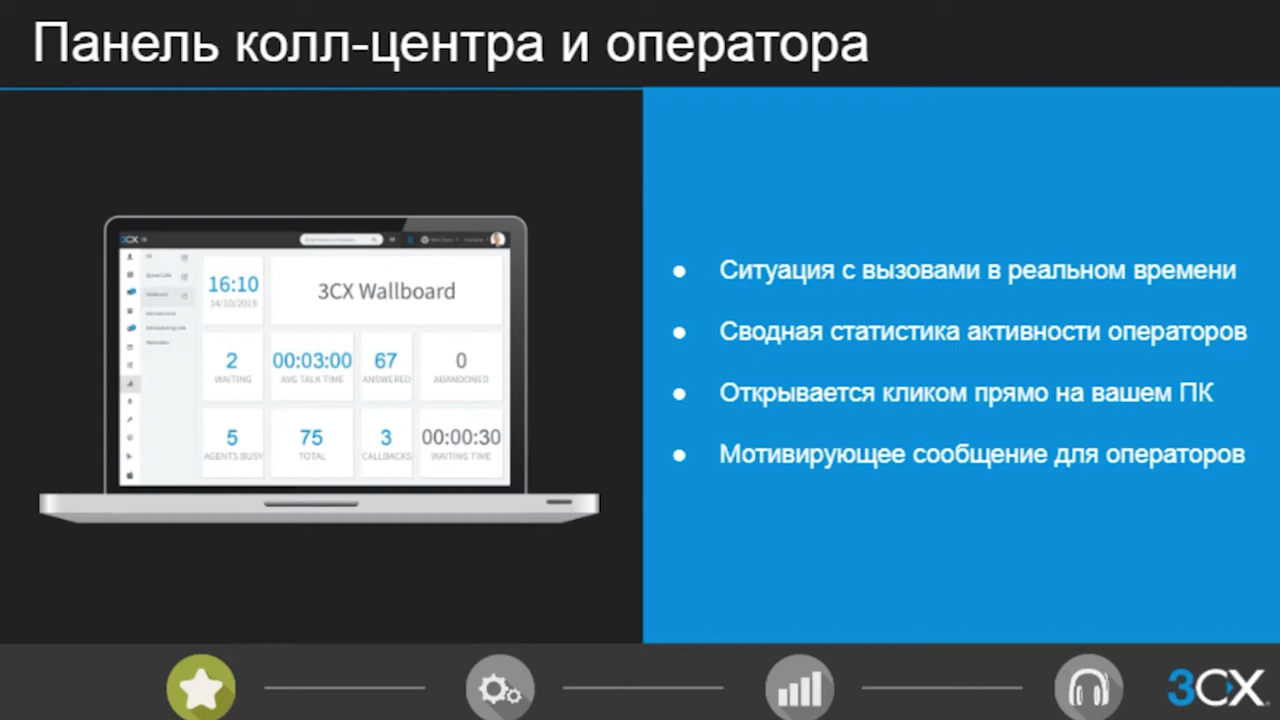 Панель колл-центра и оператора
3CX
16:10
14/10/2019
3CX Wallboard
2
WAITING
00:03:00
AVG TALK TIME
67
ANSWERED
0
ABANDONED
5
AGENTS BUSY
75
TOTAL
3
CALLBACKS
00:00:30
WAITING TIME
● Ситуация с вызовами в реальном времени
● Сводная статистика активности операторов
● Открывается кликом прямо на вашем ПК
● Мотивирующее сообщение для операторов
3CX